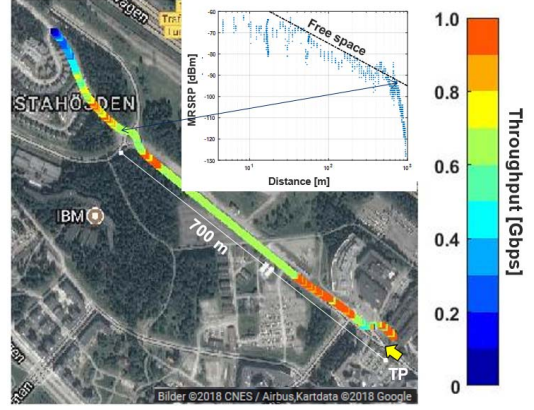 Traf
Tun
STAHÖJDEN
IBM
700 m
TP
Bilder ©2018 CNES / Airbus,Kartdata ©2018 Google
-60
-70
-80
-90
-100
-110
-120
-130
MRSRP [dBm]
Free space
10¹
10²
10³
Distance [m]
1.0
0.8
0.6
0.4
0.2
0
Throughput [Gbps]